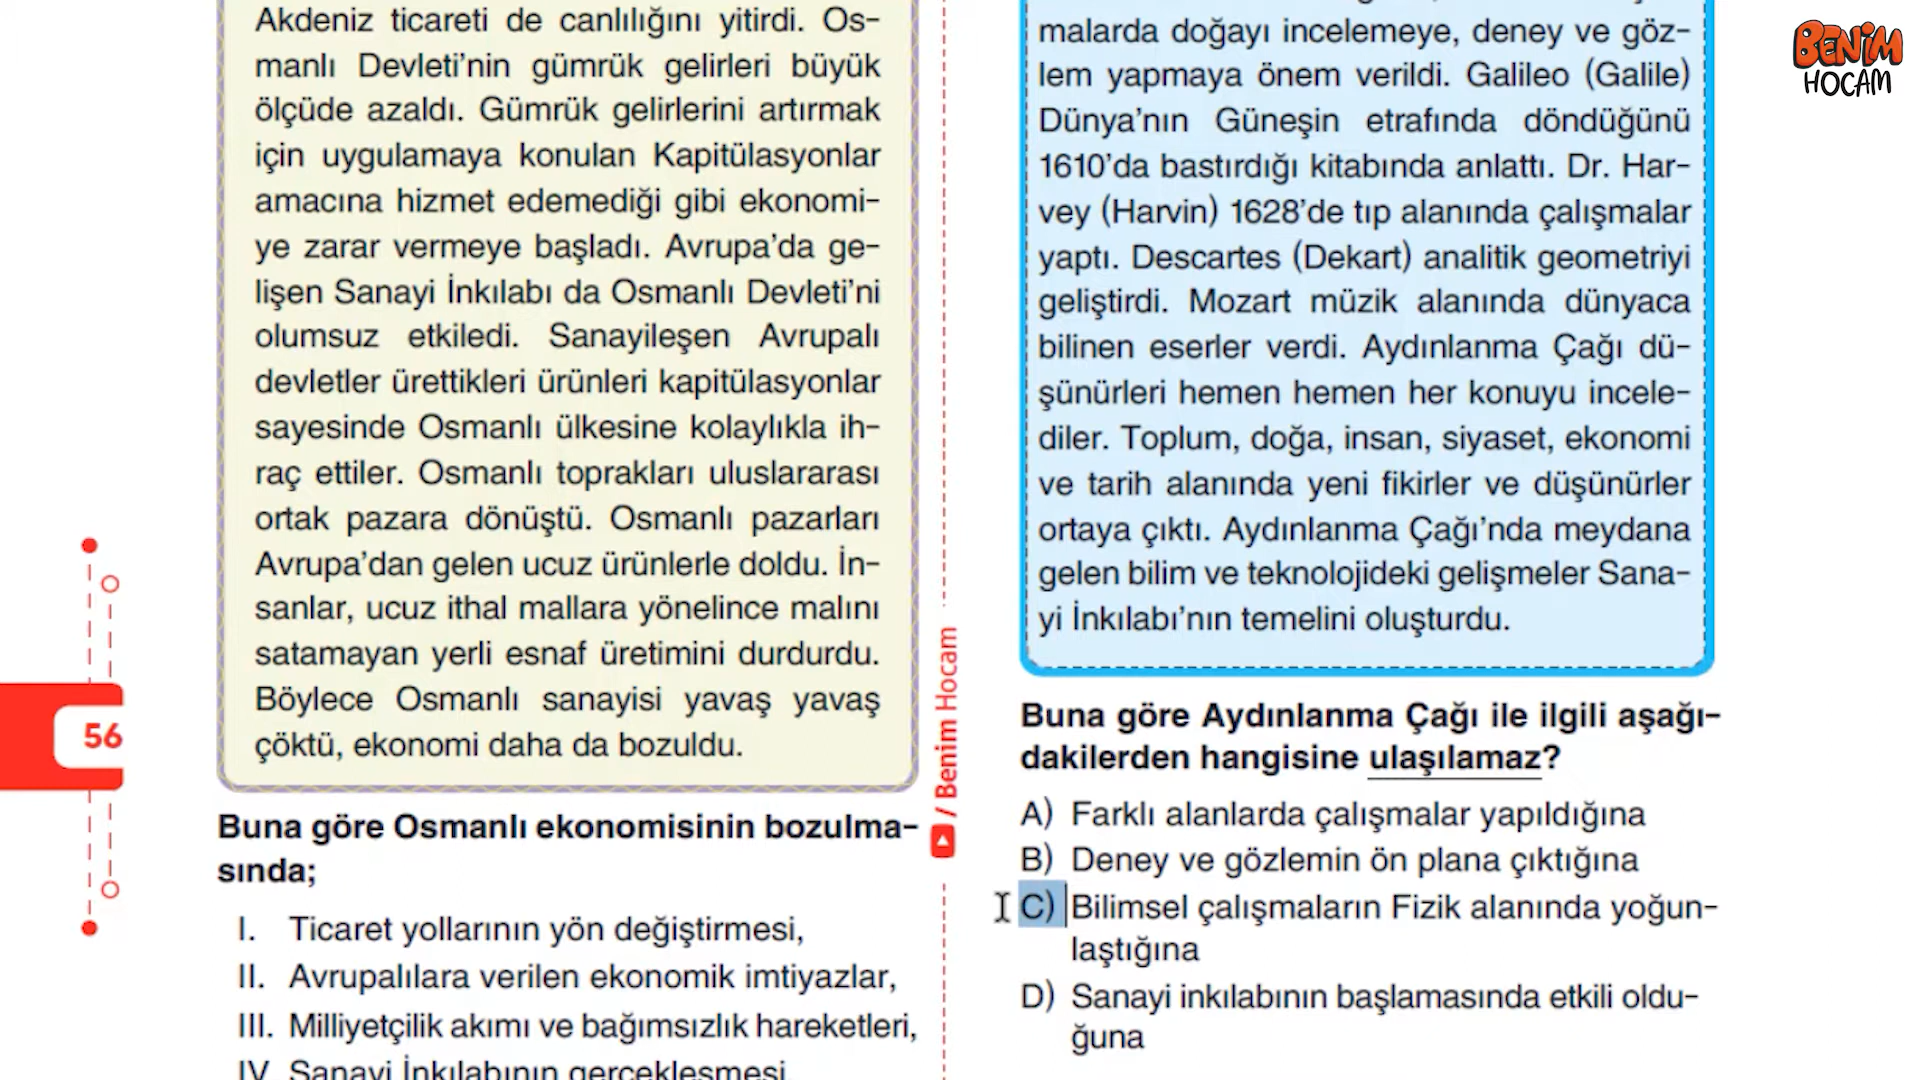 Akdeniz ticareti de canlılığını yitirdi. Os-
manlı Devleti'nin gümrük gelirleri büyük
ölçüde azaldı. Gümrük gelirlerini artırmak
için uygulamaya konulan Kapitülasyonlar
amacına hizmet edemediği gibi ekonomi-
ye zarar vermeye başladı. Avrupa'da ge-
lişen Sanayi İnkılabı da Osmanlı Devleti'ni
olumsuz etkiledi. Sanayileşen Avrupalı
devletler ürettikleri ürünleri kapitülasyonlar
sayesinde Osmanlı ülkesine kolaylıkla ih-
raç ettiler. Osmanlı toprakları uluslararası
ortak pazara dönüştü. Osmanlı pazarları
Avrupa'dan gelen ucuz ürünlerle doldu. İn-
sanlar, ucuz ithal mallara yönelince malını
satamayan yerli esnaf üretimini durdurdu.
Böylece Osmanlı sanayisi yavaş yavaş
çöktü, ekonomi daha da bozuldu.
56
Buna göre Osmanlı ekonomisinin bozulma-
sında;
I. Ticaret yollarının yön değiştirmesi,
II. Avrupalılara verilen ekonomik imtiyazlar,
III. Milliyetçilik akımı ve bağımsızlık hareketleri,
IV. Sanayi İnkılabının gerçekleşmesi,
/ Benim Hocam
malarda doğayı incelemeye, deney ve göz-
lem yapmaya önem verildi. Galileo (Galile)
Dünya'nın Güneşin etrafında döndüğünü
1610'da bastırdığı kitabında anlattı. Dr. Har-
vey (Harvin) 1628'de tıp alanında çalışmalar
yaptı. Descartes (Dekart) analitik geometriyi
geliştirdi. Mozart müzik alanında dünyaca
bilinen eserler verdi. Aydınlanma Çağı dü-
şünürleri hemen hemen her konuyu incele-
diler. Toplum, doğa, insan, siyaset, ekonomi
ve tarih alanında yeni fikirler ve düşünürler
ortaya çıktı. Aydınlanma Çağı'nda meydana
gelen bilim ve teknolojideki gelişmeler Sana-
yi İnkılabı'nın temelini oluşturdu.
Buna göre Aydınlanma Çağı ile ilgili aşağı-
dakilerden hangisine ulaşılamaz?
A) Farklı alanlarda çalışmalar yapıldığına
B) Deney ve gözlemin ön plana çıktığına
C) Bilimsel çalışmaların Fizik alanında yoğun-
laştığına
D) Sanayi inkılabının başlamasında etkili oldu-
ğuna
BENİM
HOCAM